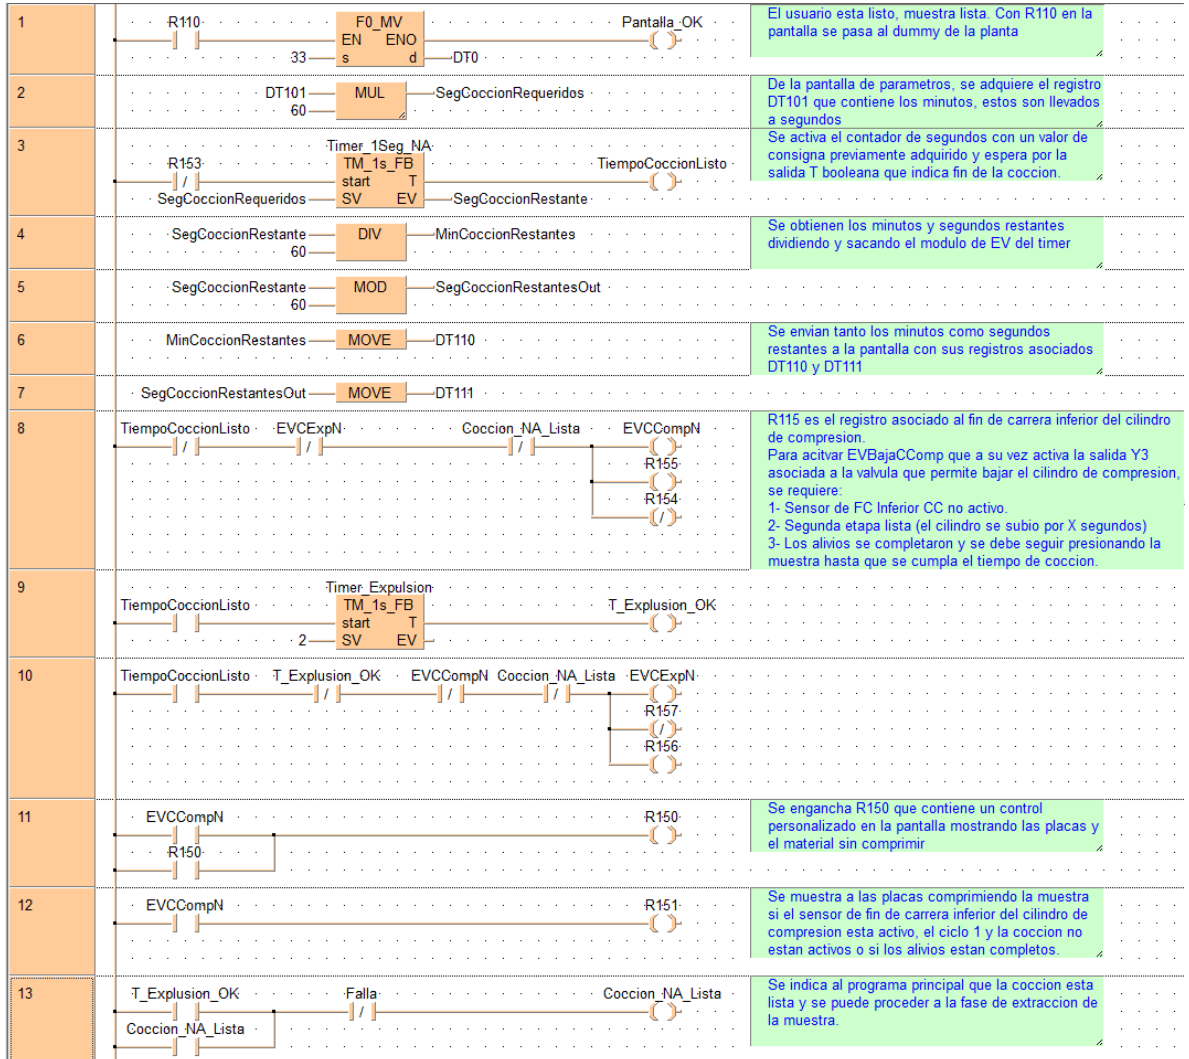 1
R110
F0_MV
EN ENO
s d
33
DT0
Pantalla_OK
El usuario esta listo, muestra lista. Con R110 en la
pantalla se pasa al dummy de la planta
2
DT101
60
MUL
SegCoccionRequeridos
De la pantalla de parametros, se adquiere el registro
DT101 que contiene los minutos, estos son llevados
a segundos
3
R153
Timer_1Seg_NA
TM_1s_FB
start T
SV EV
SegCoccionRequeridos
SegCoccionRestante
TiempoCoccionListo
Se activa el contador de segundos con un valor de
consigna previamente adquirido y espera por la
salida T booleana que indica fin de la coccion.
4
SegCoccionRestante
60
DIV
MinCoccionRestantes
Se obtienen los minutos y segundos restantes
dividiendo y sacando el modulo de EV del timer
5
SegCoccionRestante
60
MOD
SegCoccionRestantesOut
6
MinCoccionRestantes
MOVE
DT110
Se envian tanto los minutos como segundos
restantes a la pantalla con sus registros asociados
DT110 y DT111
7
SegCoccionRestantesOut
MOVE
DT111
8
TiempoCoccionListo EVCExpN Coccion_NA_Lista EVCCompN
R155
R154
R115 es el registro asociado al fin de carrera inferior del cilindro
de compresion.
Para acitvar EVBajaCComp que a su vez activa la salida Y3
asociada a la valvula que permite bajar el cilindro de compresion,
se requiere:
1- Sensor de FC Inferior CC no activo.
2- Segunda etapa lista (el cilindro se subio por X segundos)
3- Los alivios se completaron y se debe seguir presionando la
muestra hasta que se cumpla el tiempo de coccion.
9
TiempoCoccionListo
Timer_Expulsion
TM_1s_FB
start T
SV EV
2
T_Explusion_OK
10
TiempoCoccionListo T_Explusion_OK EVCCompN Coccion_NA_Lista EVCExpN
R157
R156
11
EVCCompN
R150
R150
Se engancha R150 que contiene un control
personalizado en la pantalla mostrando las placas y
el material sin comprimir
12
EVCCompN
R151
Se muestra a las placas comprimiendo la muestra
si el sensor de fin de carrera inferior del cilindro de
compresion esta activo, el ciclo 1 y la coccion no
estan activos o si los alivios estan completos.
13
T_Explusion_OK
Falla
Coccion_NA_Lista
Coccion_NA_Lista
Se indica al programa principal que la coccion esta
lista y se puede proceder a la fase de extraccion de
la muestra.